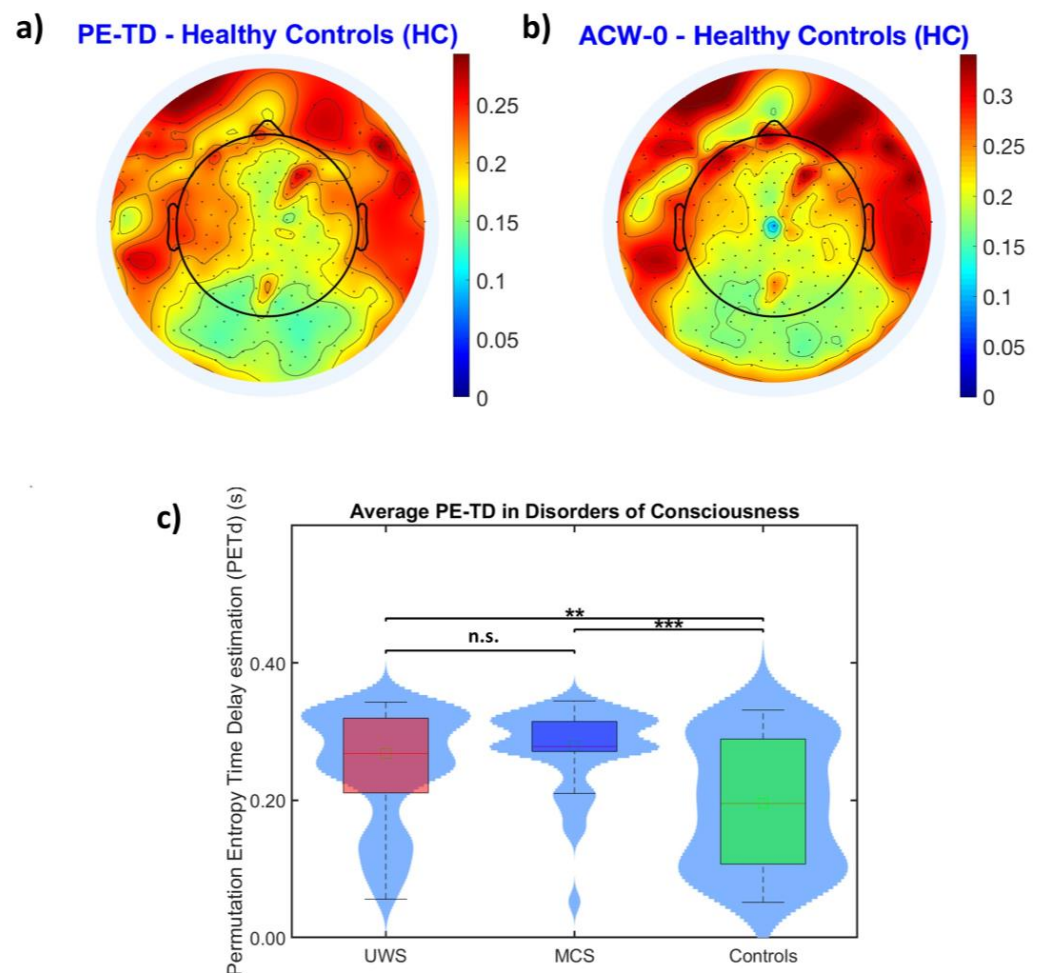 a)
PE-TD - Healthy Controls (HC)
0.25
0.2
0.15
0.1
0.05
0
b)
ACW-0 - Healthy Controls (HC)
0.3
0.25
0.2
0.15
0.1
0.05
0
c)
Average PE-TD in Disorders of Consciousness
Permutation Entropy Time Delay estimation (PETd) (s)
**
***
n.s.
0.40
0.20
0.00
UWS MCS Controls